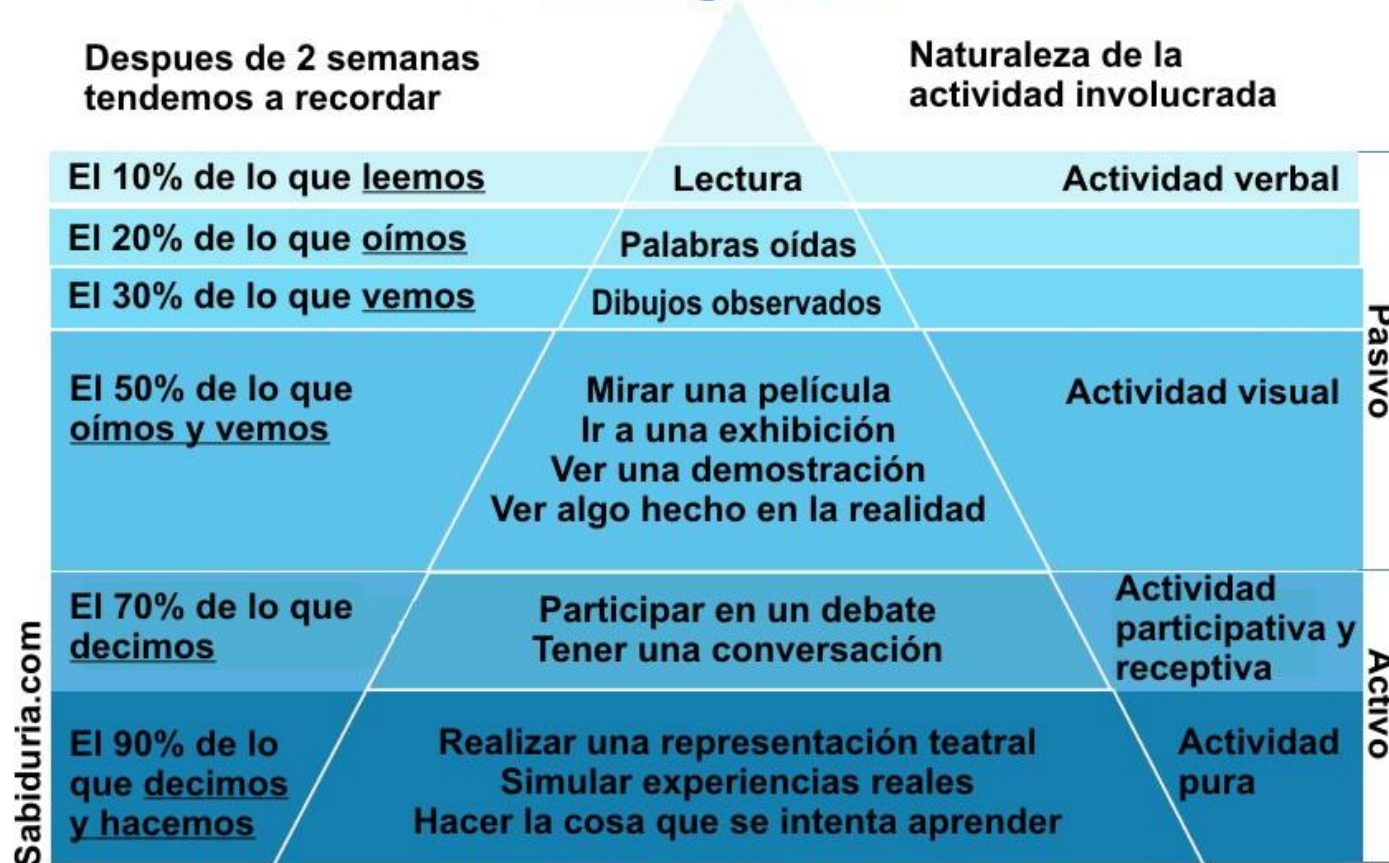 Despues de 2 semanas
tendemos a recordar
Naturaleza de la
actividad involucrada
El 10% de lo que leemos
Lectura
Actividad verbal
El 20% de lo que oímos
Palabras oídas
El 30% de lo que vemos
Dibujos observados
El 50% de lo que
oímos y vemos
Mirar una película
Ir a una exhibición
Ver una demostración
Ver algo hecho en la realidad
Actividad visual
Pasivo
El 70% de lo que
decimos
Participar en un debate
Tener una conversación
Actividad
participativa y
receptiva
El 90% de lo
que decimos
y hacemos
Realizar una representación teatral
Simular experiencias reales
Hacer la cosa que se intenta aprender
Actividad
pura
Activo
Sabiduria.com